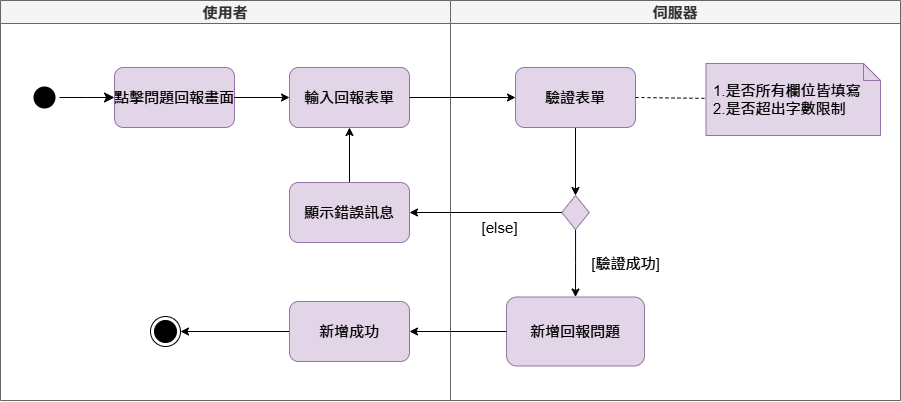 使用者
伺服器
點擊問題回報畫面
輸入回報表單
驗證表單
1.是否所有欄位皆填寫
2.是否超出字數限制
顯示錯誤訊息
[else]
[驗證成功]
新增成功
新增回報問題